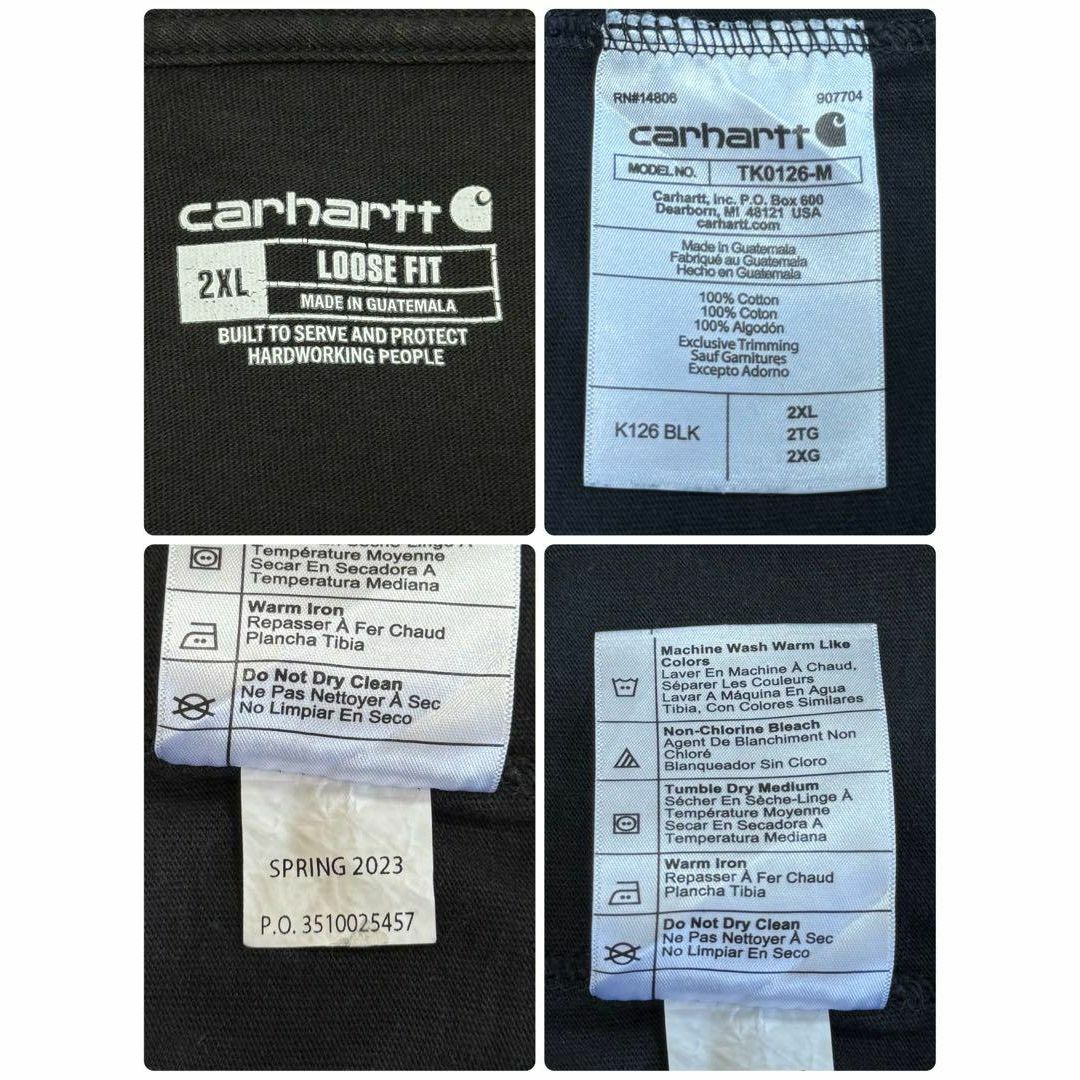 carhartt
2XL
LOOSE FIT
MADE IN GUATEMALA
BUILT TO SERVE AND PROTECT
HARDWORKING PEOPLE
RN#14806 907704
carhartt
MODEL NO. TK0126-M
Carhartt, Inc. P.O. Box 600
Dearborn, MI 48121 USA
carhartt.com
Made in Guatemala
Fabriqué au Guatemala
Hecho en Guatemala
100% Cotton
100% Coton
100% Algodón
Exclusive Trimming
Sauf Garnitures
Excepto Adorno
K126 BLK
2XL
2TG
2XG
Température Moyenne
Secar En Secadora A
Temperatura Mediana
Warm Iron
Repasser À Fer Chaud
Plancha Tibia
Do Not Dry Clean
Ne Pas Nettoyer À Sec
No Limpiar En Seco
SPRING 2023
P.O. 3510025457
Machine Wash Warm Like
Colors
Laver En Machine À Chaud,
Séparer Les Couleurs
Lavar A Máquina En Agua
Tibia, Con Colores Similares
Non-Chlorine Bleach
Agent De Blanchiment Non
Chloré
Blanqueador Sin Cloro
Tumble Dry Medium
Sécher En Sèche-Linge À
Température Moyenne
Secar En Secadora A
Temperatura Mediana
Warm Iron
Repasser À Fer Chaud
Plancha Tibia
Do Not Dry Clean
Ne Pas Nettoyer À Sec
No Limpiar En Seco